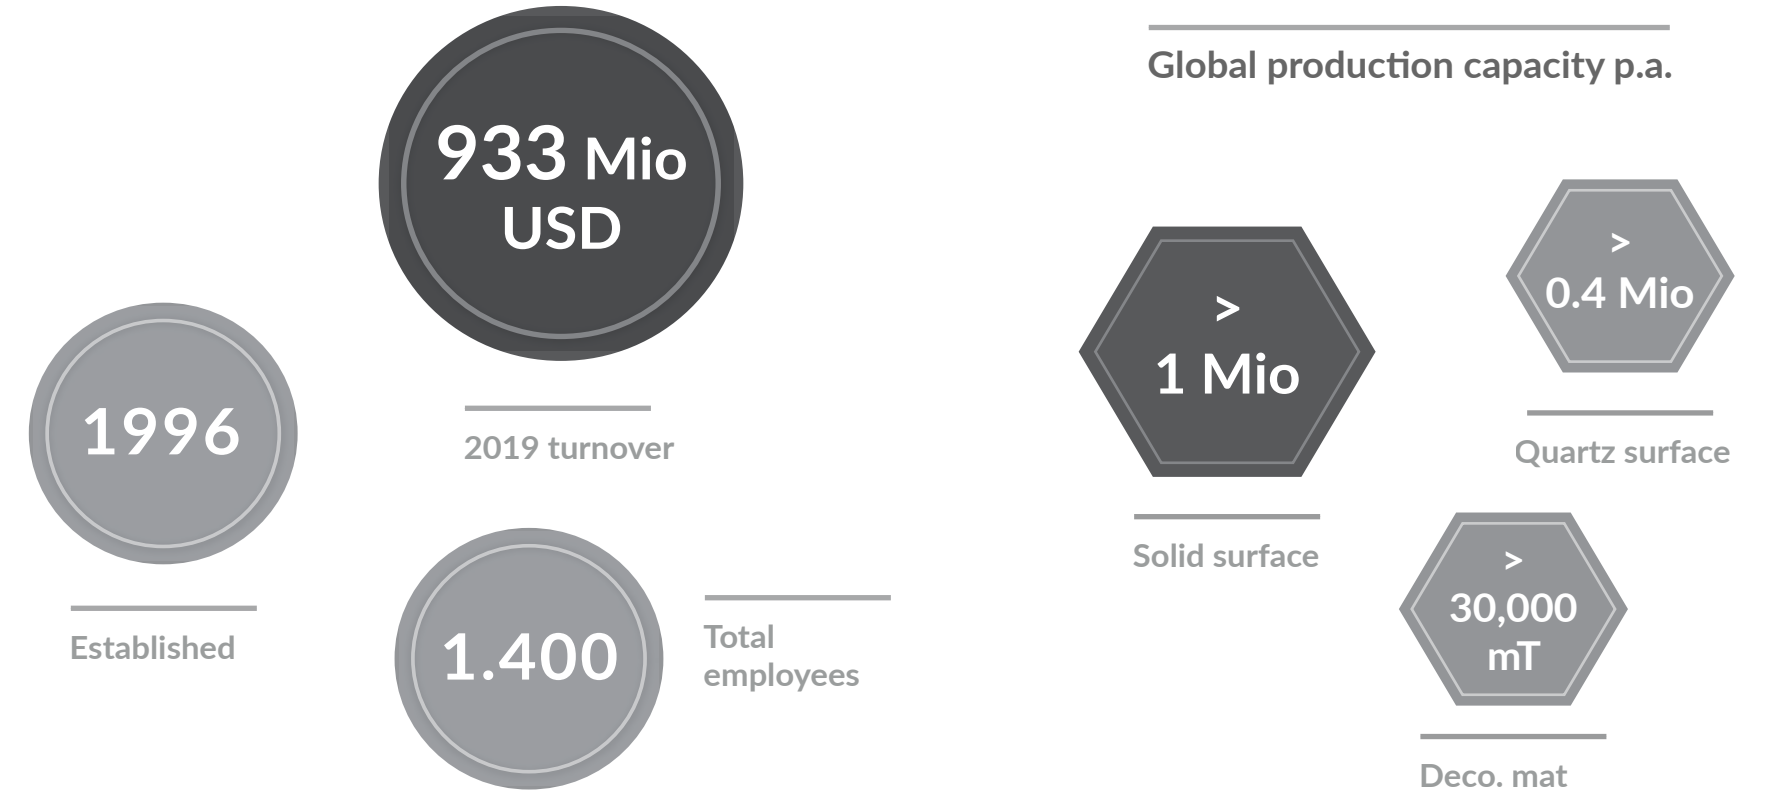 933 Mio
USD
2019 turnover
1996
Established
1.400
Total
employees
Global production capacity p.a.
>
1 Mio
Solid surface
>
0.4 Mio
Quartz surface
>
30,000
mT
Deco. mat